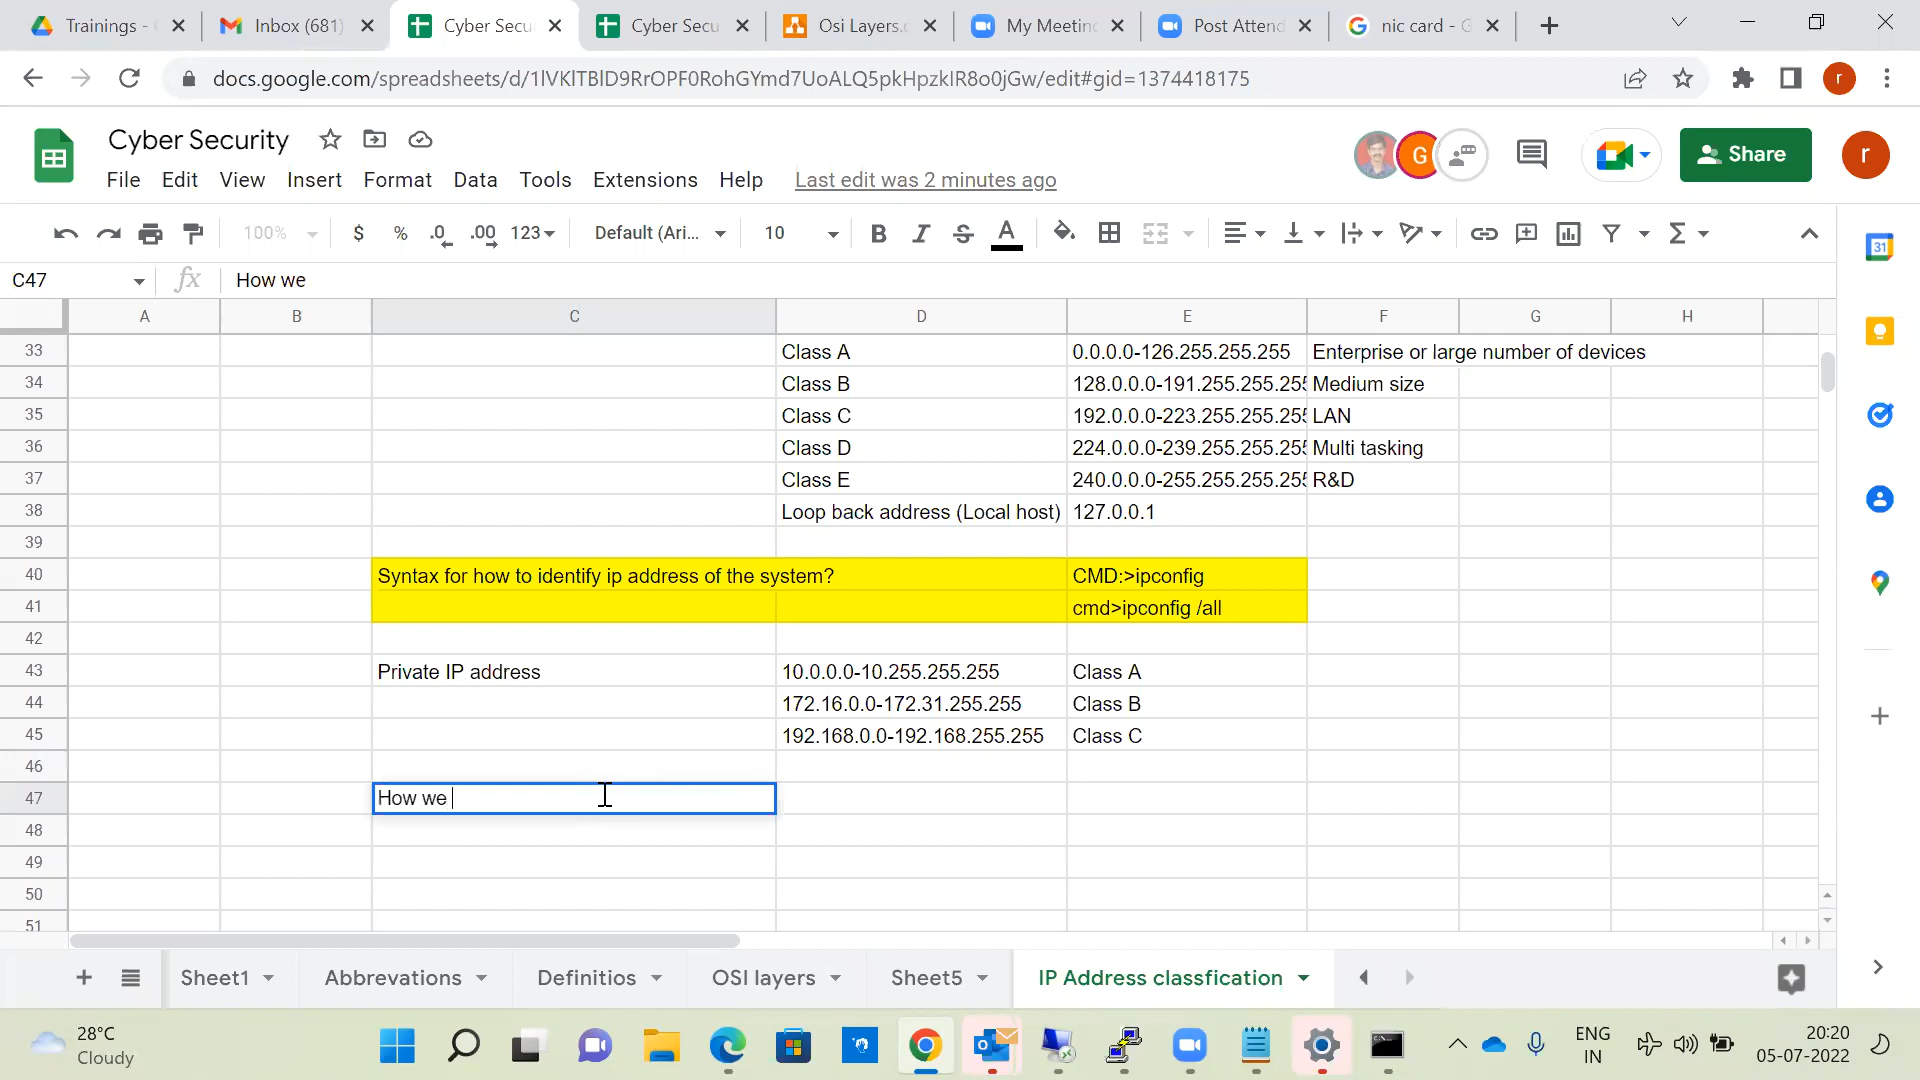 Trainings -
Inbox (681)
Cyber Secu
Cyber Secu
Osi Layers.c
My Meetin
Post Attend
nic card - G
docs.google.com/spreadsheets/d/1lVKlTBlD9RrOPF0RohGYmd7UoALQ5pkHpzkIR8o0jGw/edit#gid=1374418175
r
Cyber Security
G
Share
r
File Edit View Insert Format Data Tools Extensions Help Last edit was 2 minutes ago
100% $ % .0 .00 123 Default (Ari... 10 B I S A
31
C47 fx How we
A B C D E F G H
33 Class A 0.0.0.0-126.255.255.255 Enterprise or large number of devices
34 Class B 128.0.0.0-191.255.255.255 Medium size
35 Class C 192.0.0.0-223.255.255.255 LAN
36 Class D 224.0.0.0-239.255.255.255 Multi tasking
37 Class E 240.0.0.0-255.255.255.255 R&D
38 Loop back address (Local host) 127.0.0.1
39
40 Syntax for how to identify ip address of the system? CMD:>ipconfig
41 cmd>ipconfig /all
42
43 Private IP address 10.0.0.0-10.255.255.255 Class A
44 172.16.0.0-172.31.255.255 Class B
45 192.168.0.0-192.168.255.255 Class C
46
47 How we
48
49
50
51
Sheet1 Abbrevations Definitios OSI layers Sheet5 IP Address classfication
28°C
Cloudy
ENG
IN
20:20
05-07-2022